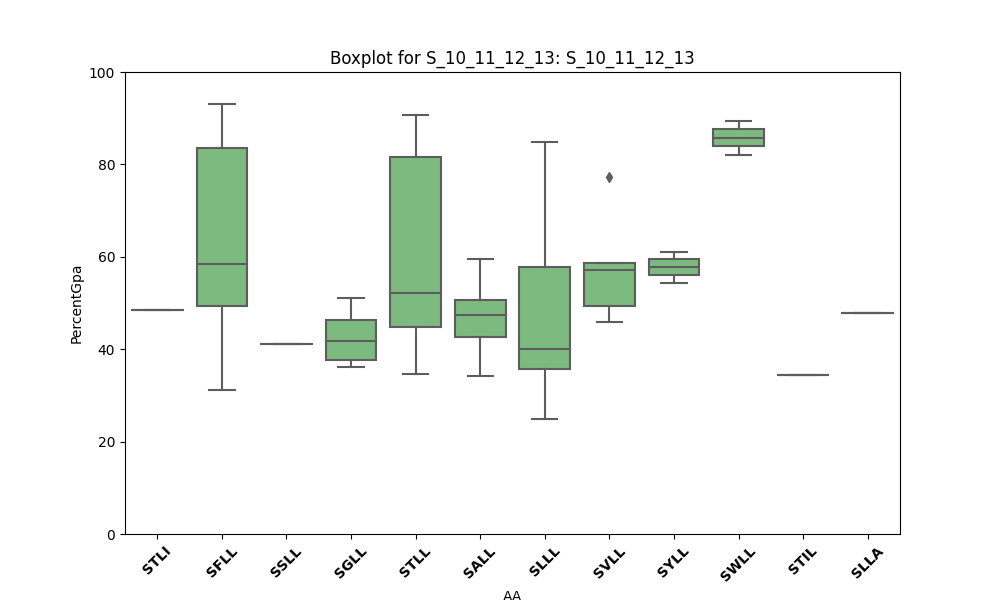 Boxplot for S_10_11_12_13: S_10_11_12_13
100
80
60
40
20
0
PercentGpa
STLI SFLL SSLL SGLL STLL SALL SLLL SVLL SYLL SWLL STIL SLLA
AA